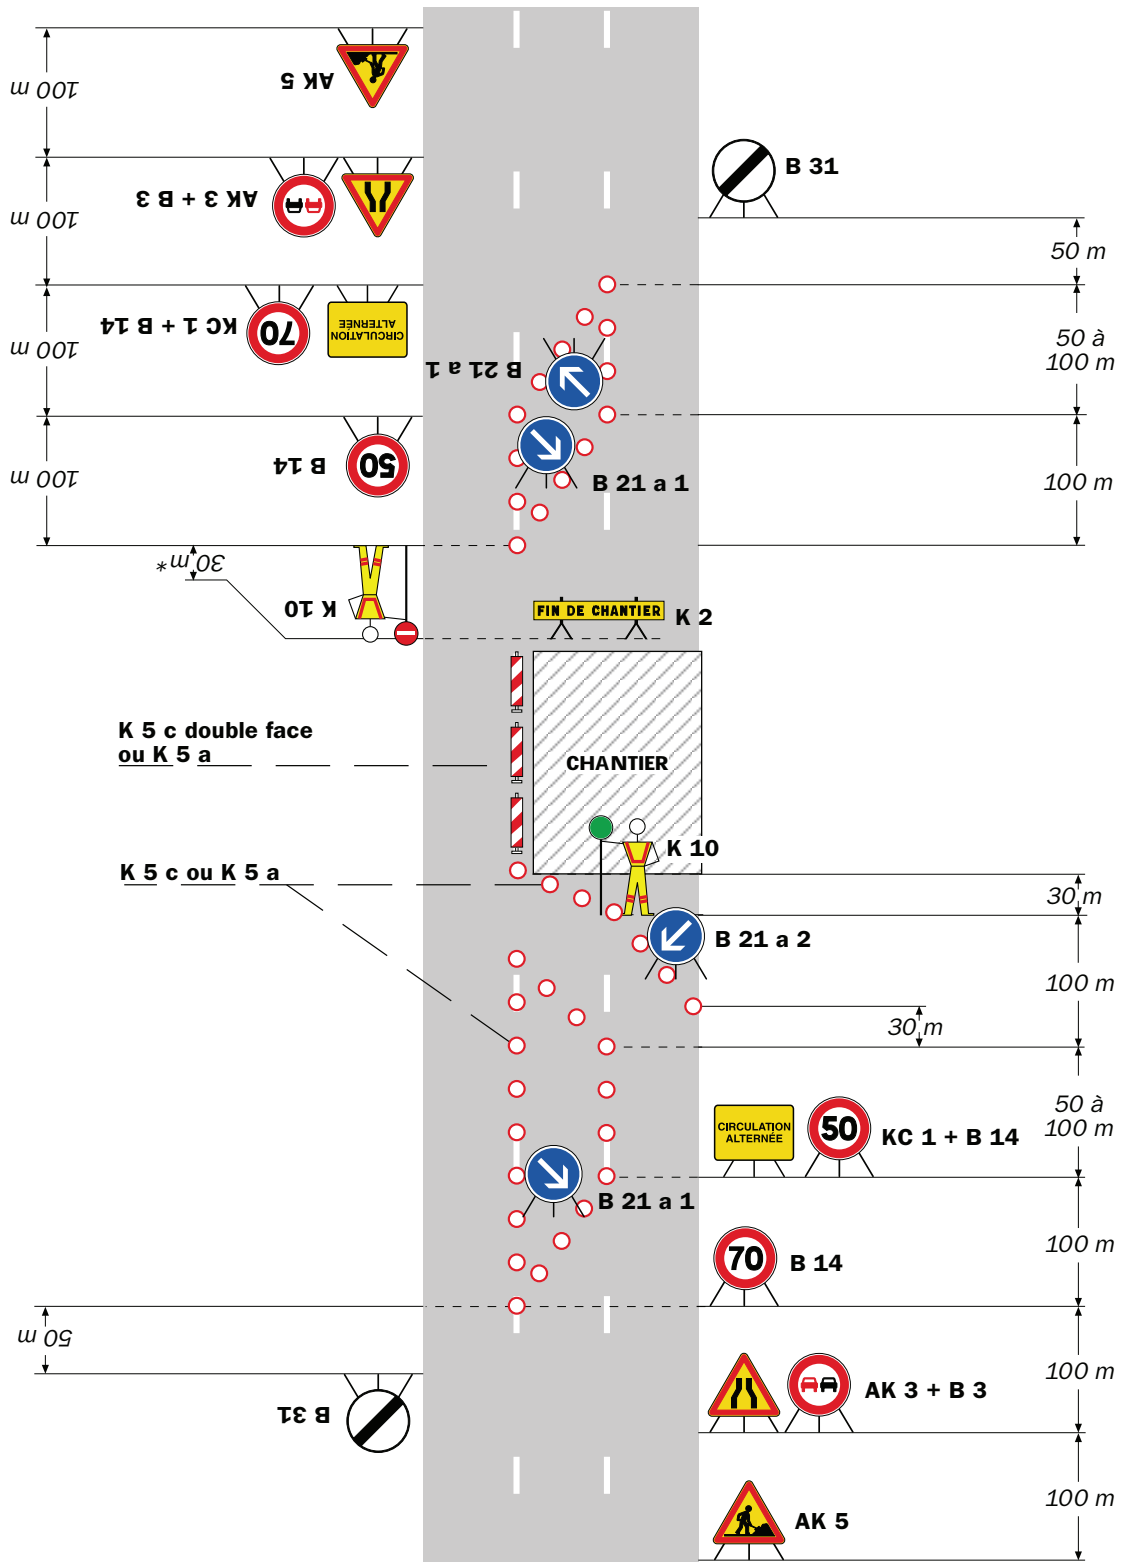 100 m
AK 5
100 m
AK 3 + B 3
B 31
50 m
100 m
KC 1 + B 14
70
CIRCULATION
ALTERNÉE
B 21 a 1
50 à
100 m
100 m
B 14
50
B 21 a 1
100 m
30 m*
K 10
FIN DE CHANTIER
K 2
K 5 c double face
ou K 5 a
CHANTIER
K 10
K 5 c ou K 5 a
30 m
B 21 a 2
100 m
30 m
CIRCULATION
ALTERNÉE
50
KC 1 + B 14
50 à
100 m
B 21 a 1
70
B 14
100 m
50 m
B 31
AK 3 + B 3
100 m
AK 5
100 m